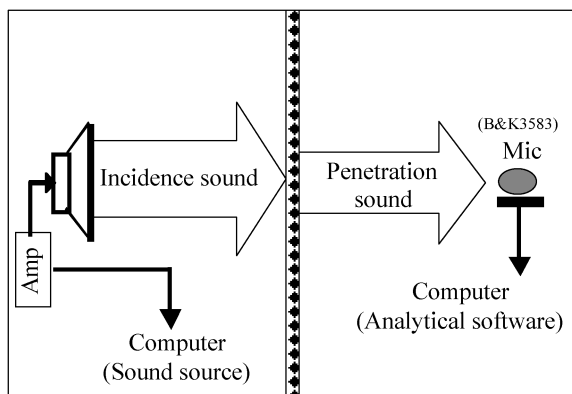 (B&K3583)
Mic
Incidence sound
Penetration
sound
Amp
Computer
(Sound source)
Computer
(Analytical software)